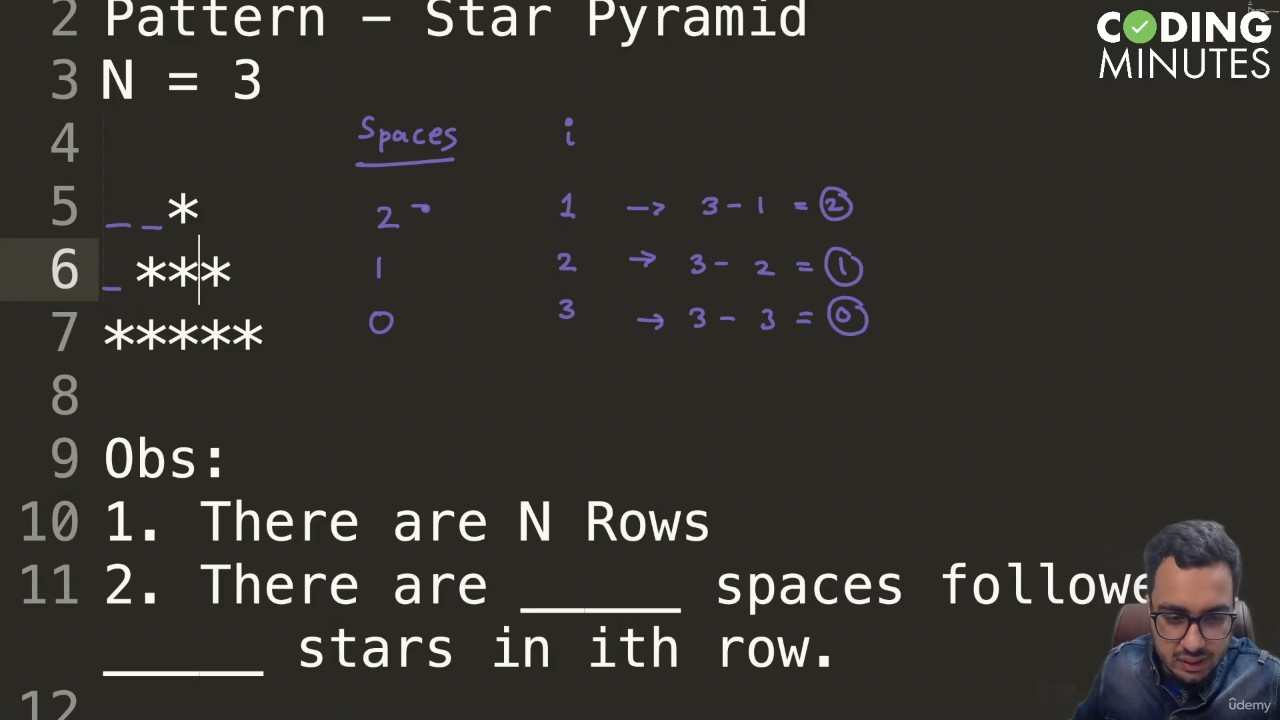 CODING
MINUTES
2 Pattern – Star Pyramid
3 N = 3
4 Spaces i
5 _ _* 2 – 1 → 3 - 1 = 2
6 _ *** 1 2 → 3 - 2 = 1
7 ***** 0 3 → 3 - 3 = 0
8
9 Obs:
10 1. There are N Rows
11 2. There are _____ spaces followe
_____ stars in ith row.
12
ûdemy